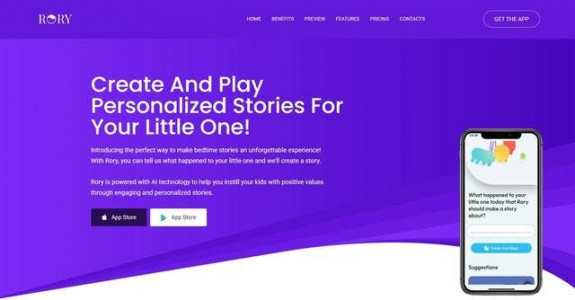 RORY
HOME BENEFITS PREVIEW FEATURES PRICING CONTACTS
GET THE APP
Create And Play
Personalized Stories For
Your Little One!
Introducing the perfect way to make bedtime stories an unforgettable experience!
With Rory, you can tell us what happened to your little one and we'll create a story.
Rory is powered with AI technology to help you instill your kids with positive values
through engaging and personalized stories.
App Store
App Store
What happened to your
little one today that Rory
should make a story
about?
Suggestions